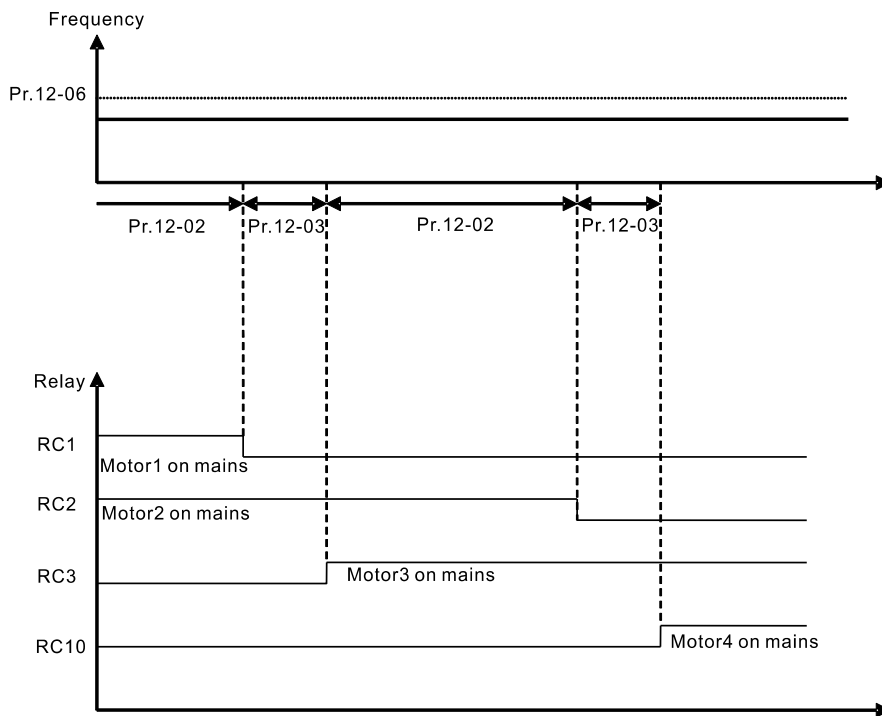 Frequency
Pr.12-06
Pr.12-02 Pr.12-03 Pr.12-02 Pr.12-03
Relay
RC1
Motor1 on mains
RC2
Motor2 on mains
RC3
Motor3 on mains
RC10
Motor4 on mains